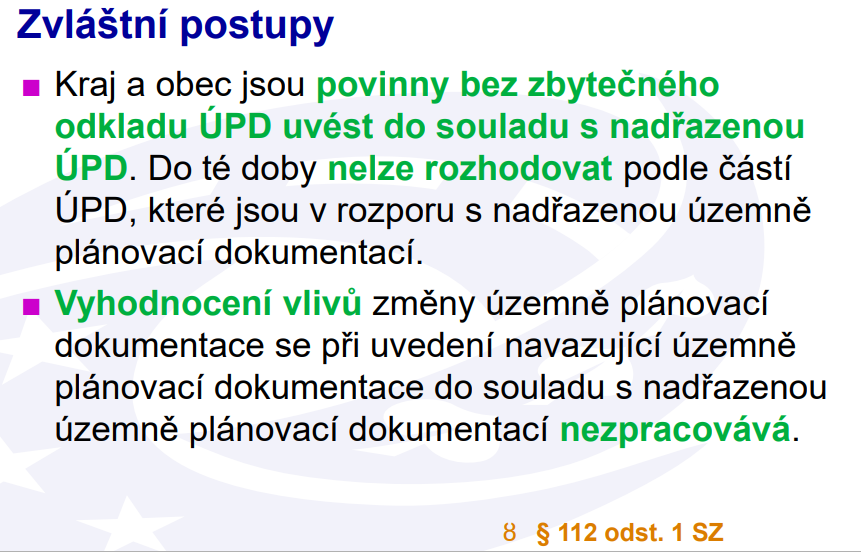 Zvláštní postupy
■ Kraj a obec jsou povinny bez zbytečného
odkladu ÚPD uvést do souladu s nadřazenou
ÚPD. Do té doby nelze rozhodovat podle částí
ÚPD, které jsou v rozporu s nadřazenou územně
plánovací dokumentací.
■ Vyhodnocení vlivů změny územně plánovací
dokumentace se při uvedení navazující územně
plánovací dokumentace do souladu s nadřazenou
územně plánovací dokumentací nezpracovává.
8 § 112 odst. 1 SZ